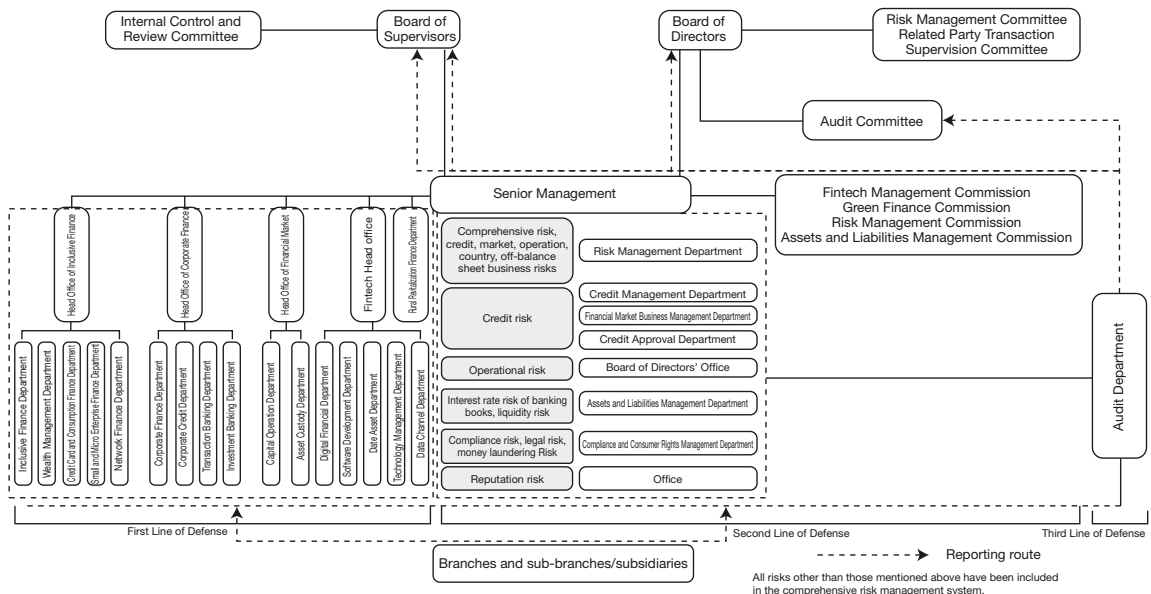 Internal Control and
Review Committee
Board of
Supervisors
Board of
Directors
Risk Management Committee
Related Party Transaction
Supervision Committee
Audit Committee
Senior Management
Fintech Management Commission
Green Finance Commission
Risk Management Commission
Assets and Liabilities Management Commission
Head Office of Inclusive Finance
Head Office of Corporate Finance
Head Office of Financial Market
Fintech Head office
Rural Revitalization Finance Department
Inclusive Finance Department
Wealth Management Department
Credit Card and Consumption Finance Department
Small and Micro Enterprise Finance Department
Network Finance Department
Corporate Finance Department
Corporate Credit Department
Transaction Banking Department
Investment Banking Department
Capital Operation Department
Asset Custody Department
Digital Financial Department
Software Development Department
Date Asset Department
Technology Management Department
Data Channel Department
Comprehensive risk,
credit, market, operation,
country, off-balance
sheet business risks
Risk Management Department
Credit risk
Credit Management Department
Financial Market Business Management Department
Credit Approval Department
Operational risk
Board of Directors' Office
Interest rate risk of banking
books, liquidity risk
Assets and Liabilities Management Department
Compliance risk, legal risk,
money laundering Risk
Compliance and Consumer Rights Management Department
Reputation risk
Office
Audit Department
First Line of Defense
Second Line of Defense
Third Line of Defense
Branches and sub-branches/subsidiaries
Reporting route
All risks other than those mentioned above have been included
in the comprehensive risk management system.